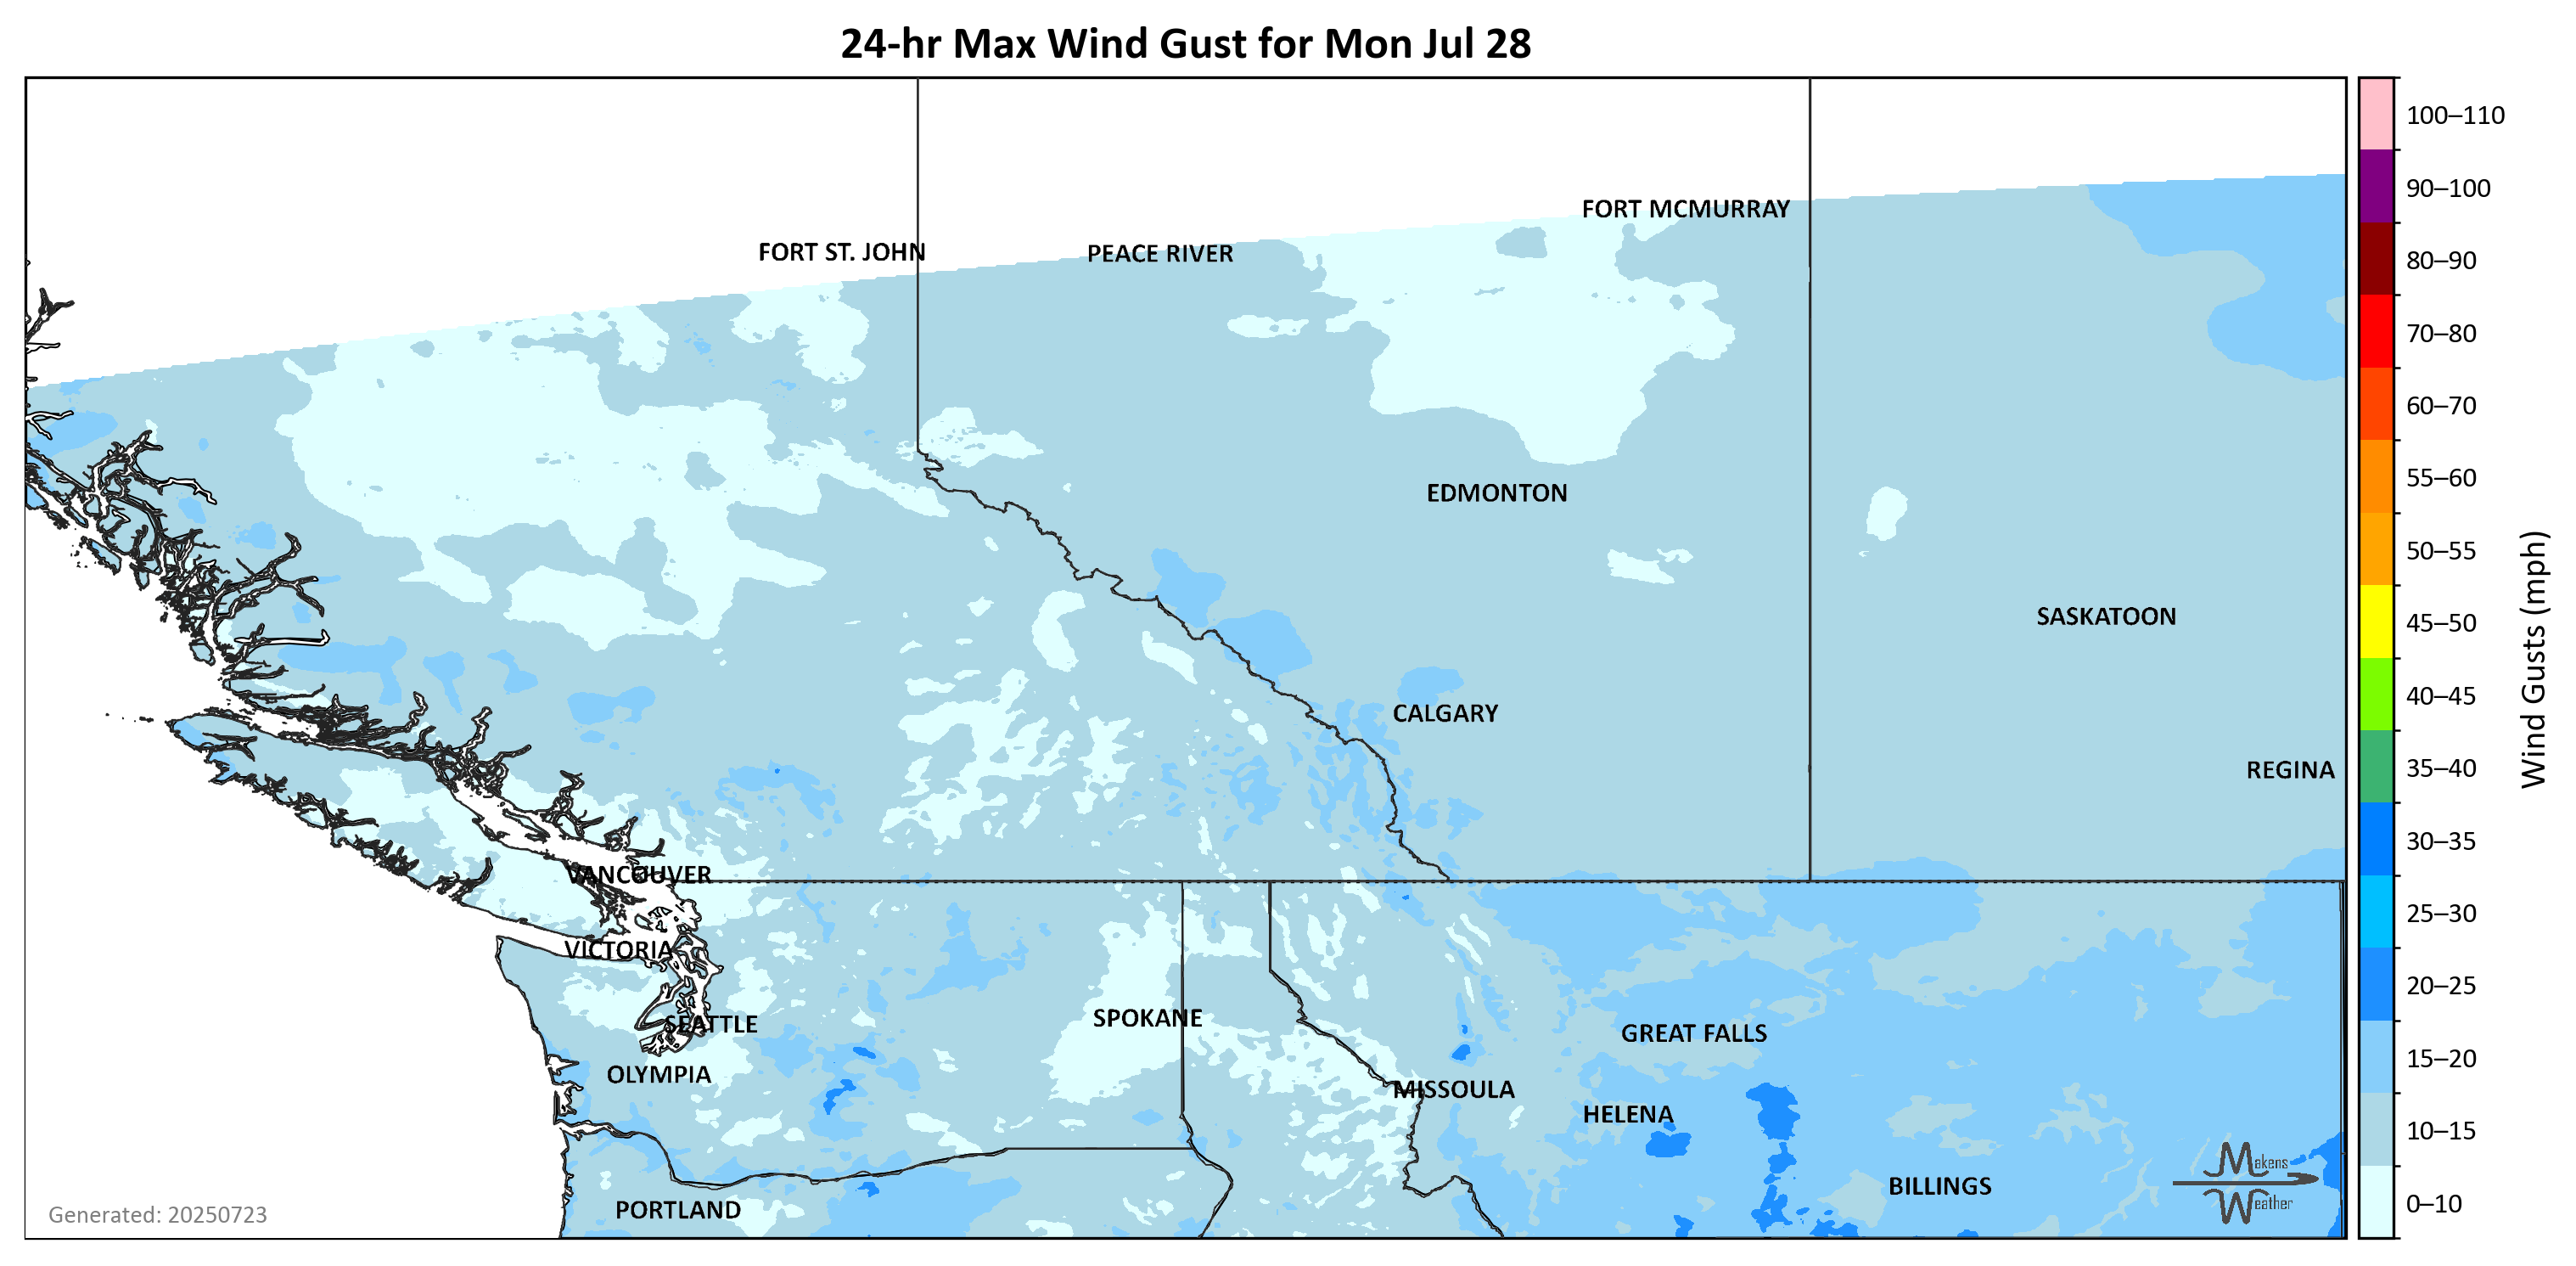 24-hr Max Wind Gust for Mon Jul 28
100–110
90–100
80–90
70–80
60–70
55–60
50–55
45–50
40–45
35–40
30–35
25–30
20–25
15–20
10–15
0–10
Wind Gusts (mph)
FORT MCMURRAY
FORT ST. JOHN
PEACE RIVER
EDMONTON
SASKATOON
CALGARY
REGINA
VANCOUVER
VICTORIA
SEATTLE
SPOKANE
GREAT FALLS
OLYMPIA
MISSOULA
HELENA
BILLINGS
PORTLAND
Makens
Weather
Generated: 20250723